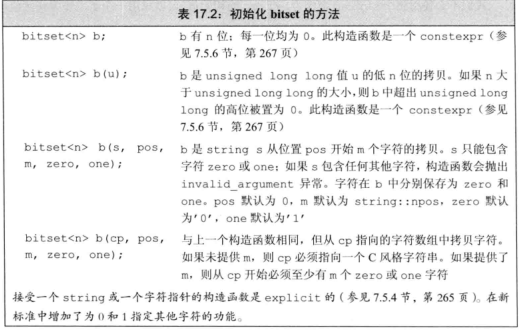 表 17.2：初始化 bitset 的方法
bitset<n> b;
b 有 n 位；每一位均为 0。此构造函数是一个 constexpr（参
见 7.5.6 节，第 267 页）
bitset<n> b(u);
b 是 unsigned long long 值 u 的低 n 位的拷贝。如果 n 大
于 unsigned long long 的大小，则 b 中超出 unsigned long
long 的高位被置为 0。此构造函数是一个 constexpr（参见
7.5.6 节，第 267 页）
bitset<n> b(s, pos,
m, zero, one);
b 是 string s 从位置 pos 开始 m 个字符的拷贝。s 只能包含
字符 zero 或 one；如果 s 包含任何其他字符，构造函数会抛出
invalid_argument 异常。字符在 b 中分别保存为 zero 和
one。pos 默认为 0，m 默认为 string::npos，zero 默认
为'0'，one 默认为'1'
bitset<n> b(cp, pos,
m, zero, one);
与上一个构造函数相同，但从 cp 指向的字符数组中拷贝字符。
如果未提供 m，则 cp 必须指向一个 C 风格字符串。如果提供了
m，则从 cp 开始必须至少有 m 个 zero 或 one 字符
接受一个 string 或一个字符指针的构造函数是 explicit 的（参见 7.5.4 节，第 265 页）。在新
标准中增加了为 0 和 1 指定其他字符的功能。